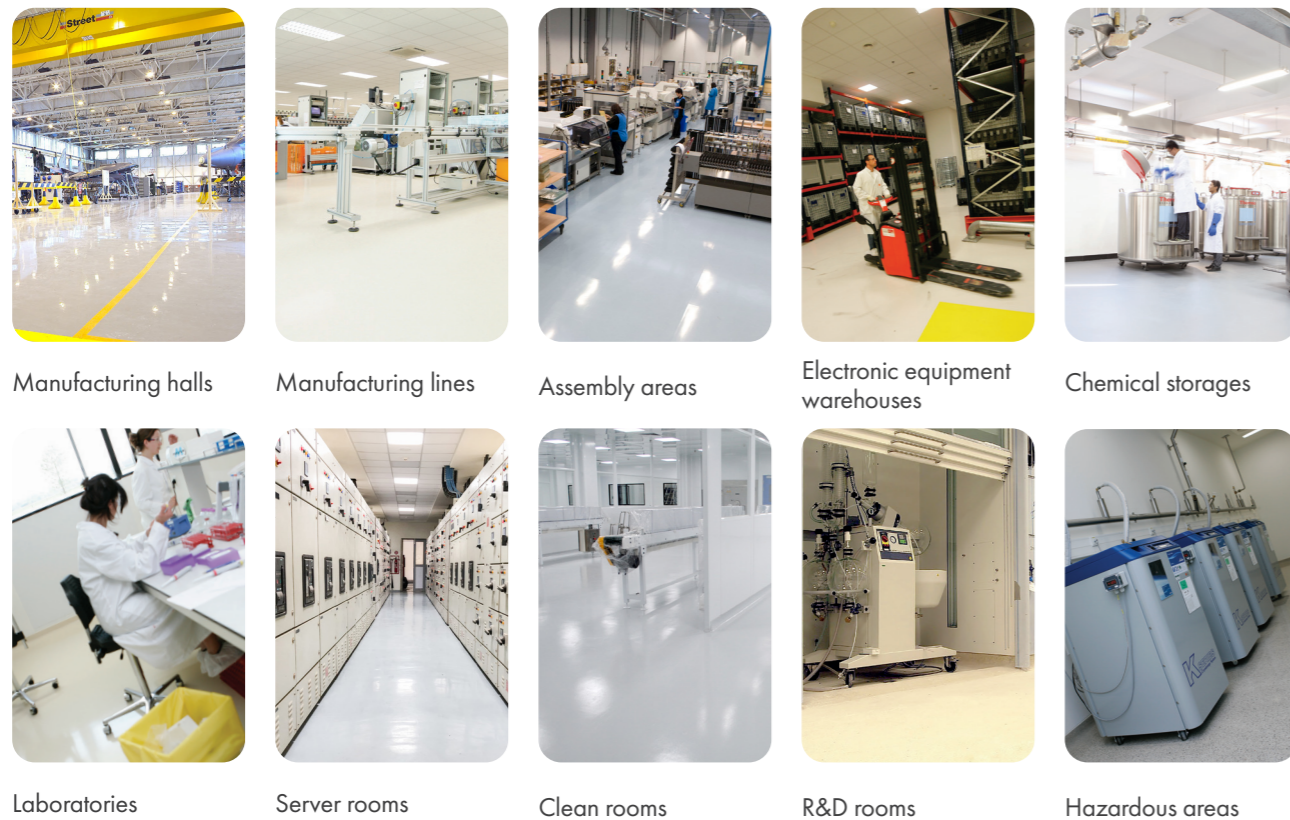 Street
Manufacturing halls
Manufacturing lines
Assembly areas
Electronic equipment
warehouses
Chemical storages
K
Laboratories
Server rooms
Clean rooms
R&D rooms
Hazardous areas